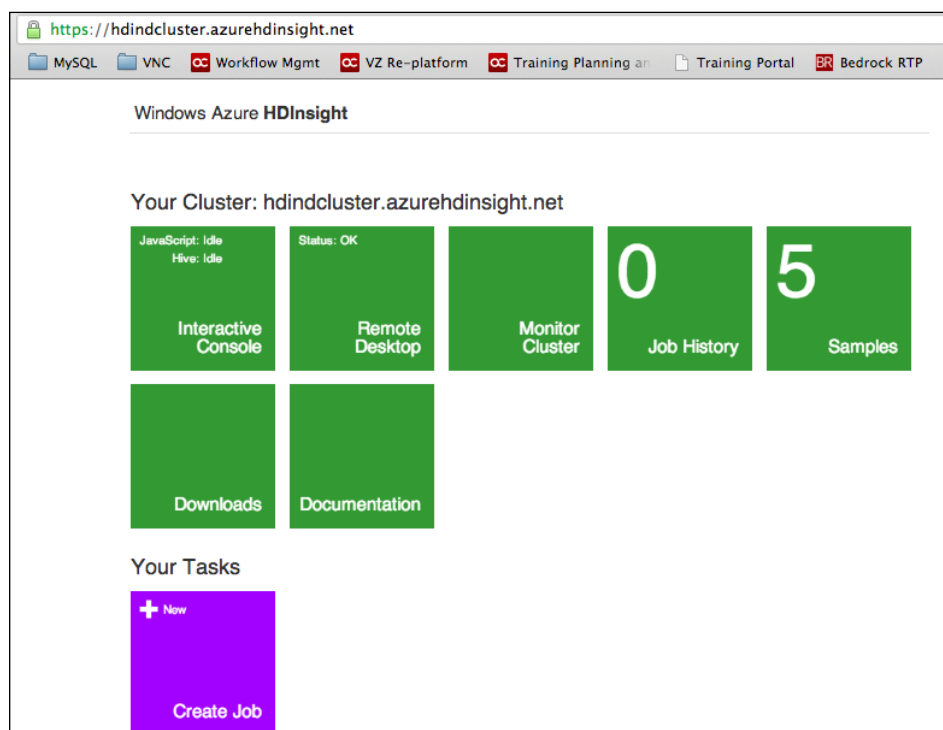 https://hdindcluster.azurehdinsight.net
MySQL VNC Workflow Mgmt VZ Re-platform Training Planning an Training Portal BR Bedrock RTP
Windows Azure HDInsight
Your Cluster: hdindcluster.azurehdinsight.net
JavaScript: Idle
Hive: Idle
Interactive
Console
Status: OK
Remote
Desktop
Monitor
Cluster
0
Job History
5
Samples
Downloads
Documentation
Your Tasks
New
Create Job